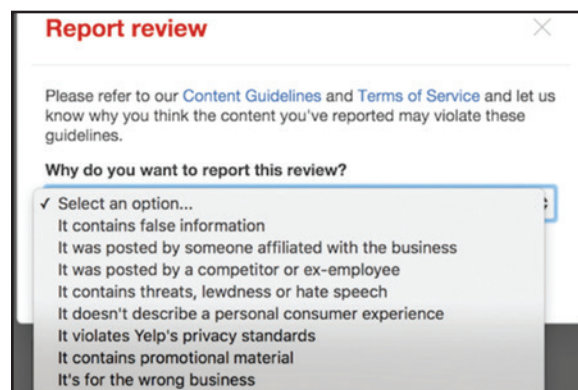 Report review
Please refer to our Content Guidelines and Terms of Service and let us
know why you think the content you've reported may violate these
guidelines.
Why do you want to report this review?
✓ Select an option...
It contains false information
It was posted by someone affiliated with the business
It was posted by a competitor or ex-employee
It contains threats, lewdness or hate speech
It doesn't describe a personal consumer experience
It violates Yelp's privacy standards
It contains promotional material
It's for the wrong business